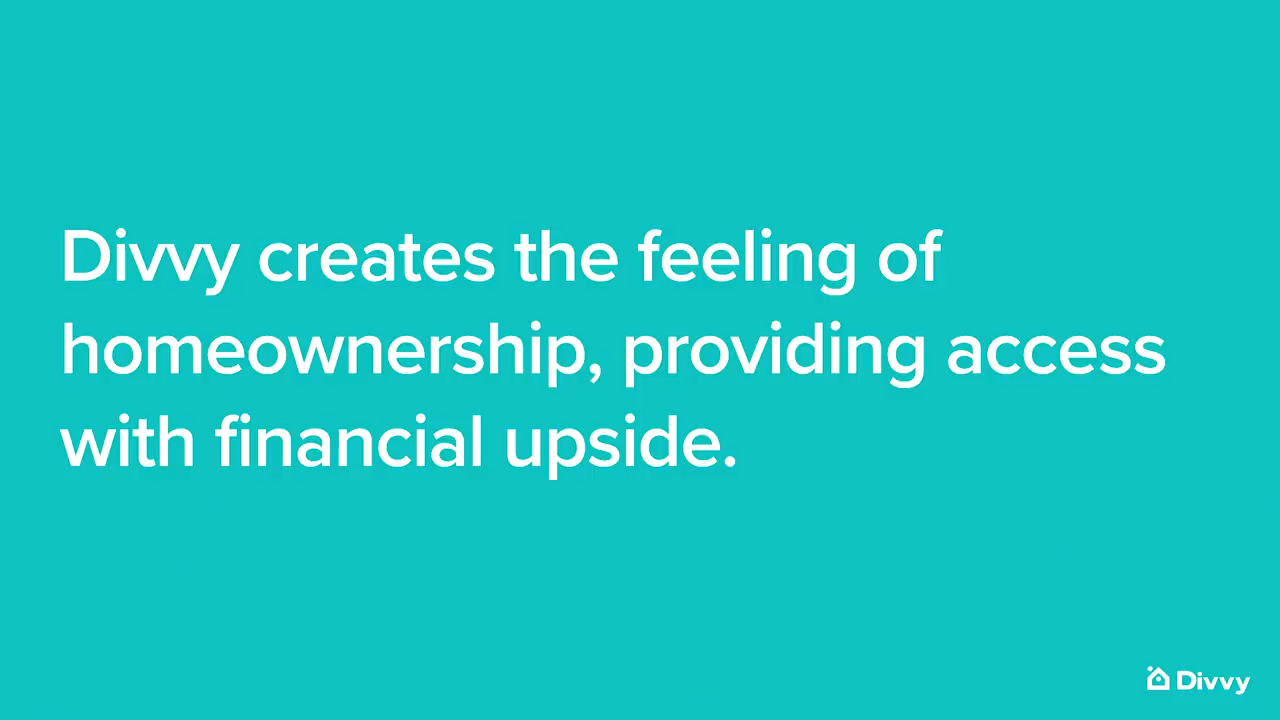 Divvy creates the feeling of
homeownership, providing access
with financial upside.
Divvy